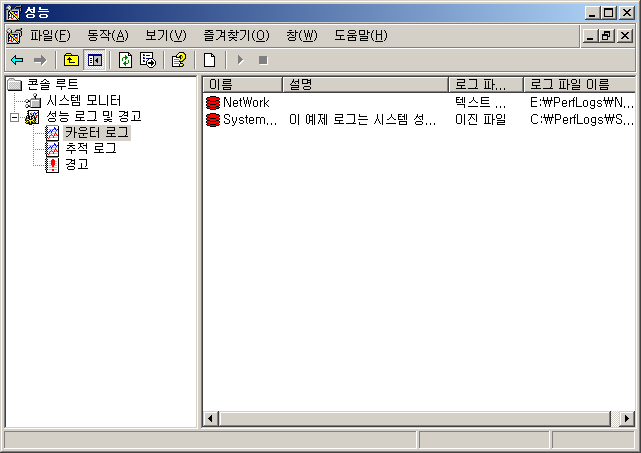 성능
파일(F) 동작(A) 보기(V) 즐겨찾기(O) 창(W) 도움말(H)
콘솔 루트
시스템 모니터
성능 로그 및 경고
카운터 로그
추적 로그
경고
이름 설명 로그 파... 로그 파일 이름
NetWork 텍스트 ... E:₩PerfLogs₩N...
System... 이 예제 로그는 시스템 성... 이진 파일 C:₩PerfLogs₩S...